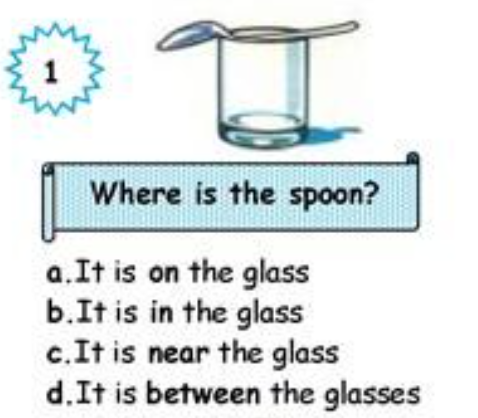 1
Where is the spoon?
a.It is on the glass
b.It is in the glass
c.It is near the glass
d.It is between the glasses